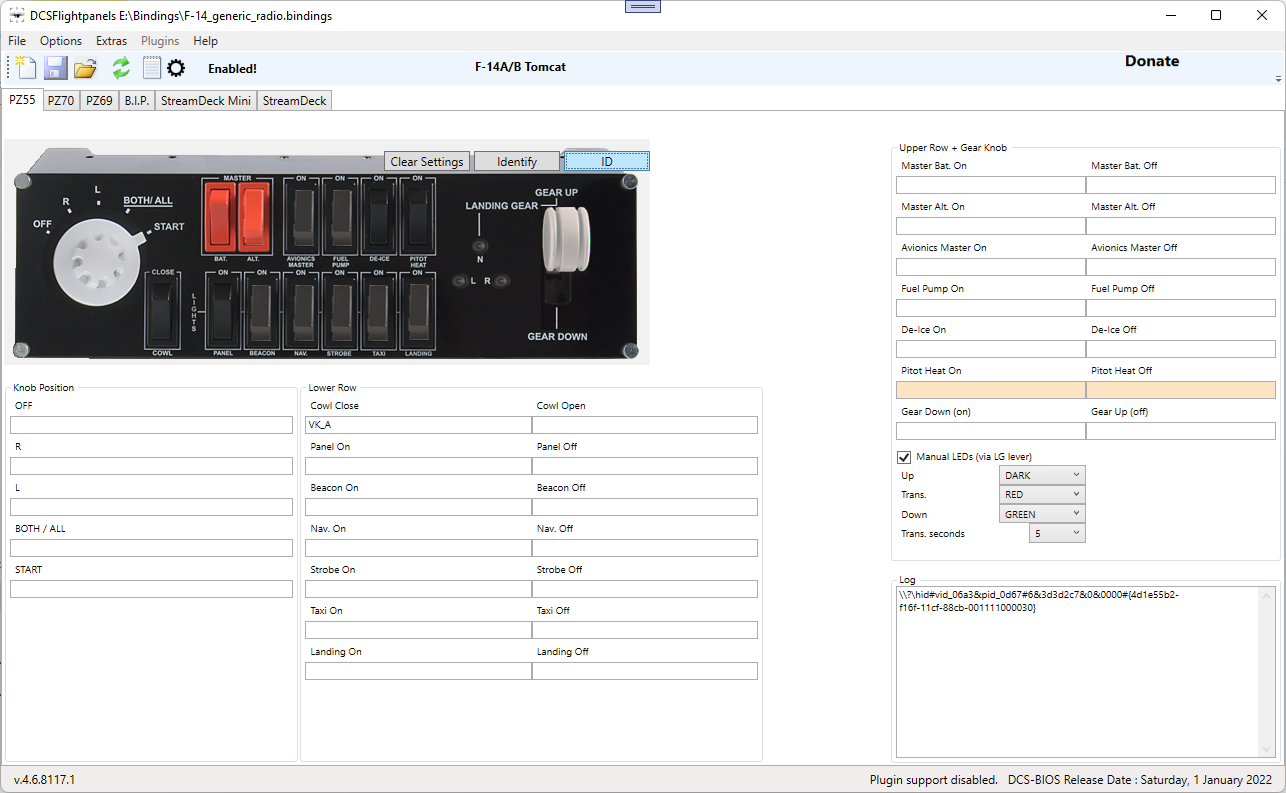 DCSFlightpanels E:\Bindings\F-14_generic_radio.bindings
File Options Extras Plugins Help
Enabled! F-14A/B Tomcat Donate
PZ55 PZ70 PZ69 B.I.P. StreamDeck Mini StreamDeck
Clear Settings Identify ID
MASTER ON ON ON ON
OFF R L BOTH/ ALL START
BAT. ALT. AVIONICS MASTER FUEL PUMP DE-ICE PITOT HEAT
GEAR UP
LANDING GEAR
N
L R
GEAR DOWN
CLOSE ON ON ON ON ON ON
LIGHTS
COWL PANEL BEACON NAV. STROBE TAXI LANDING
Knob Position
OFF
R
L
BOTH / ALL
START
Lower Row
Cowl Close Cowl Open
VK_A
Panel On Panel Off
Beacon On Beacon Off
Nav. On Nav. Off
Strobe On Strobe Off
Taxi On Taxi Off
Landing On Landing Off
Upper Row + Gear Knob
Master Bat. On Master Bat. Off
Master Alt. On Master Alt. Off
Avionics Master On Avionics Master Off
Fuel Pump On Fuel Pump Off
De-Ice On De-Ice Off
Pitot Heat On Pitot Heat Off
Gear Down (on) Gear Up (off)
Manual LEDs (via LG lever)
Up DARK
Trans. RED
Down GREEN
Trans. seconds 5
Log
\\?\hid#vid_06a3&pid_0d67#6&3d3d2c7&0&0000#{4d1e55b2-
f16f-11cf-88cb-001111000030}
v.4.6.8117.1
Plugin support disabled. DCS-BIOS Release Date : Saturday, 1 January 2022